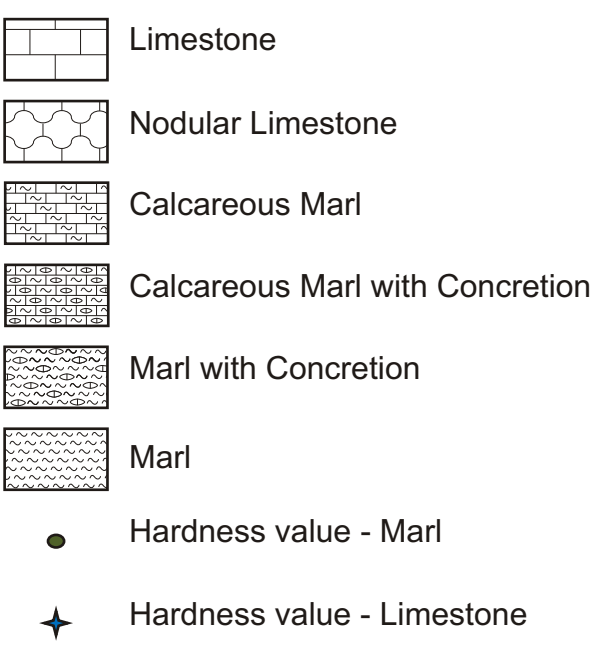 Limestone
Nodular Limestone
Calcareous Marl
Calcareous Marl with Concretion
Marl with Concretion
Marl
Hardness value - Marl
Hardness value - Limestone